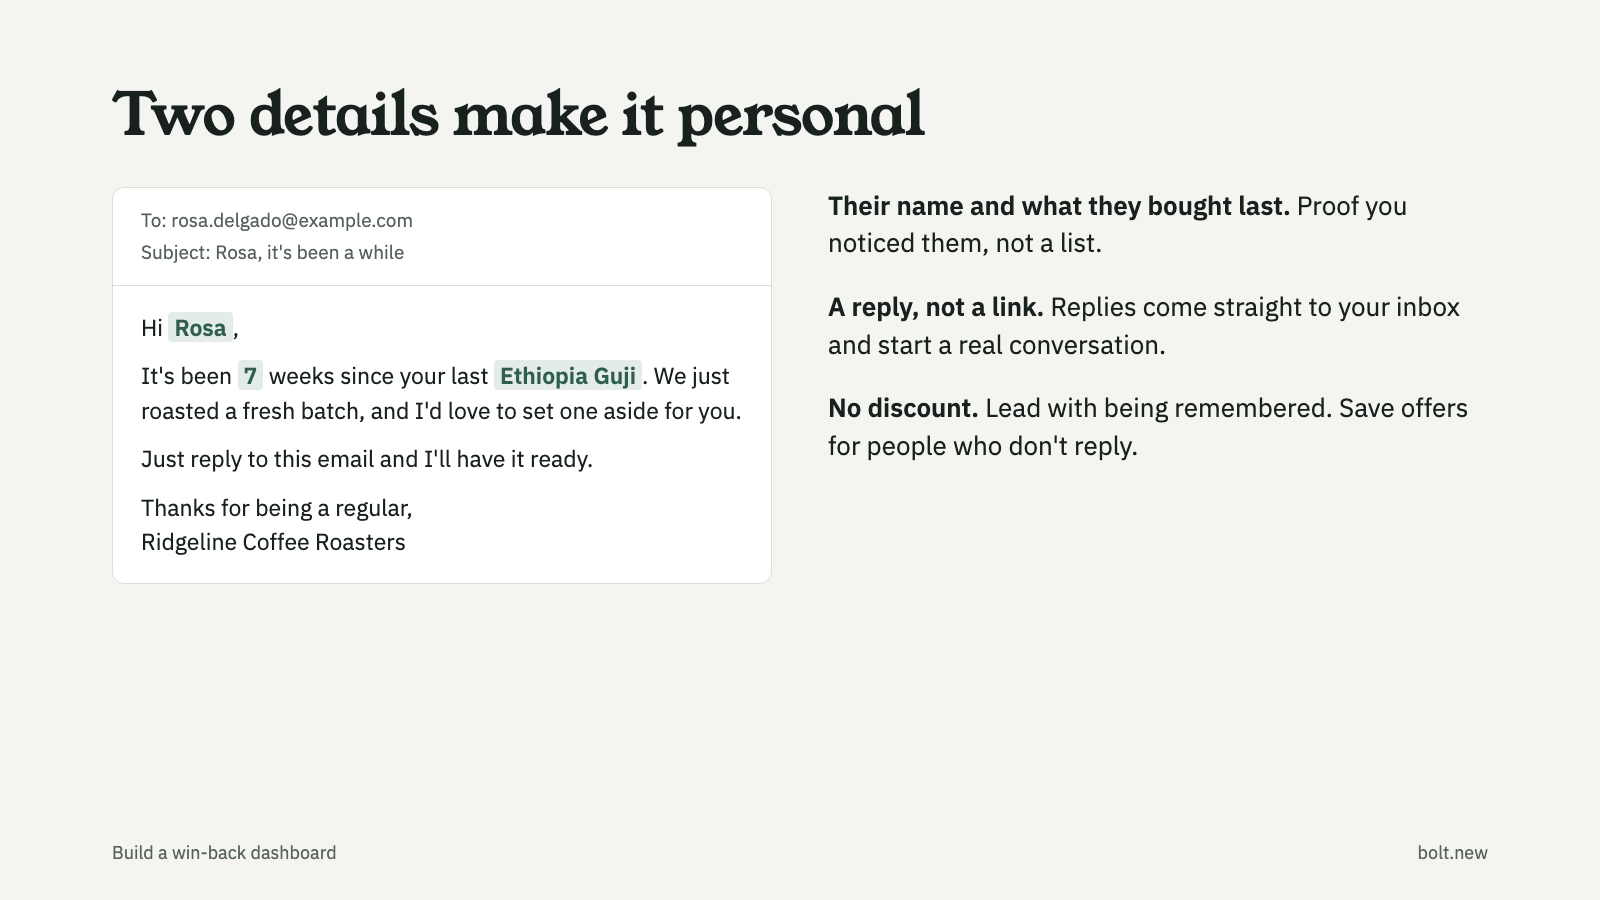 Two details make it personal
To: rosa.delgado@example.com
Subject: Rosa, it's been a while
Hi Rosa,
It's been 7 weeks since your last Ethiopia Guji. We just
roasted a fresh batch, and I'd love to set one aside for you.
Just reply to this email and I'll have it ready.
Thanks for being a regular,
Ridgeline Coffee Roasters
Their name and what they bought last. Proof you
noticed them, not a list.
A reply, not a link. Replies come straight to your inbox
and start a real conversation.
No discount. Lead with being remembered. Save offers
for people who don't reply.
Build a win-back dashboard
bolt.new